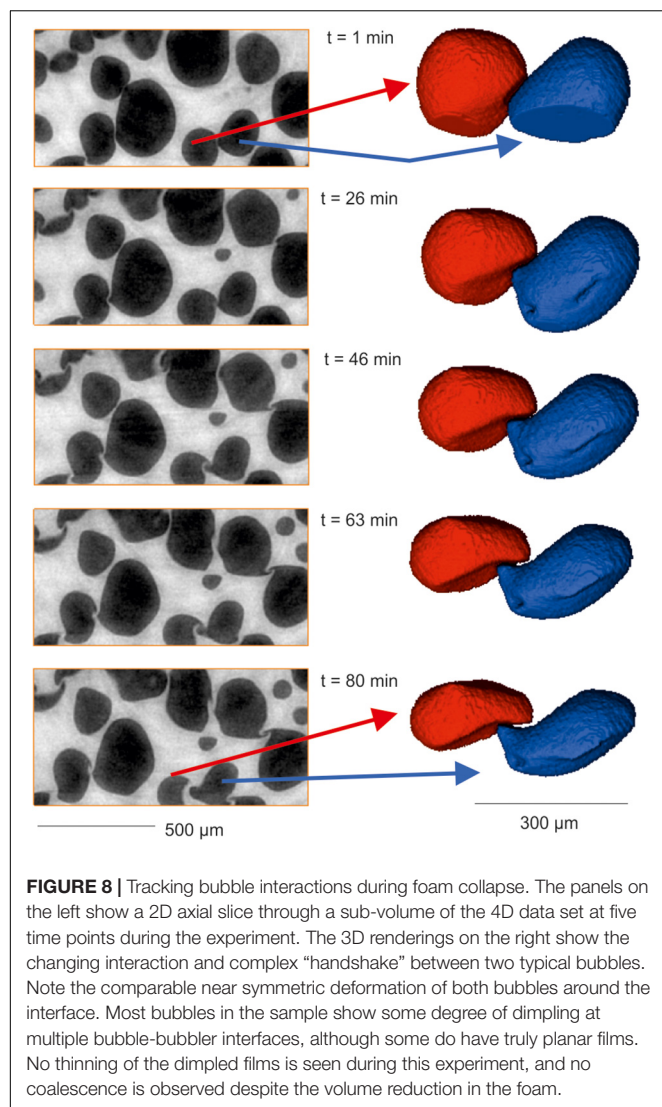 t = 1 min
t = 26 min
t = 46 min
t = 63 min
t = 80 min
500 µm
300 µm
FIGURE 8 | Tracking bubble interactions during foam collapse. The panels on
the left show a 2D axial slice through a sub-volume of the 4D data set at five
time points during the experiment. The 3D renderings on the right show the
changing interaction and complex “handshake” between two typical bubbles.
Note the comparable near symmetric deformation of both bubbles around the
interface. Most bubbles in the sample show some degree of dimpling at
multiple bubble-bubbler interfaces, although some do have truly planar films.
No thinning of the dimpled films is seen during this experiment, and no
coalescence is observed despite the volume reduction in the foam.